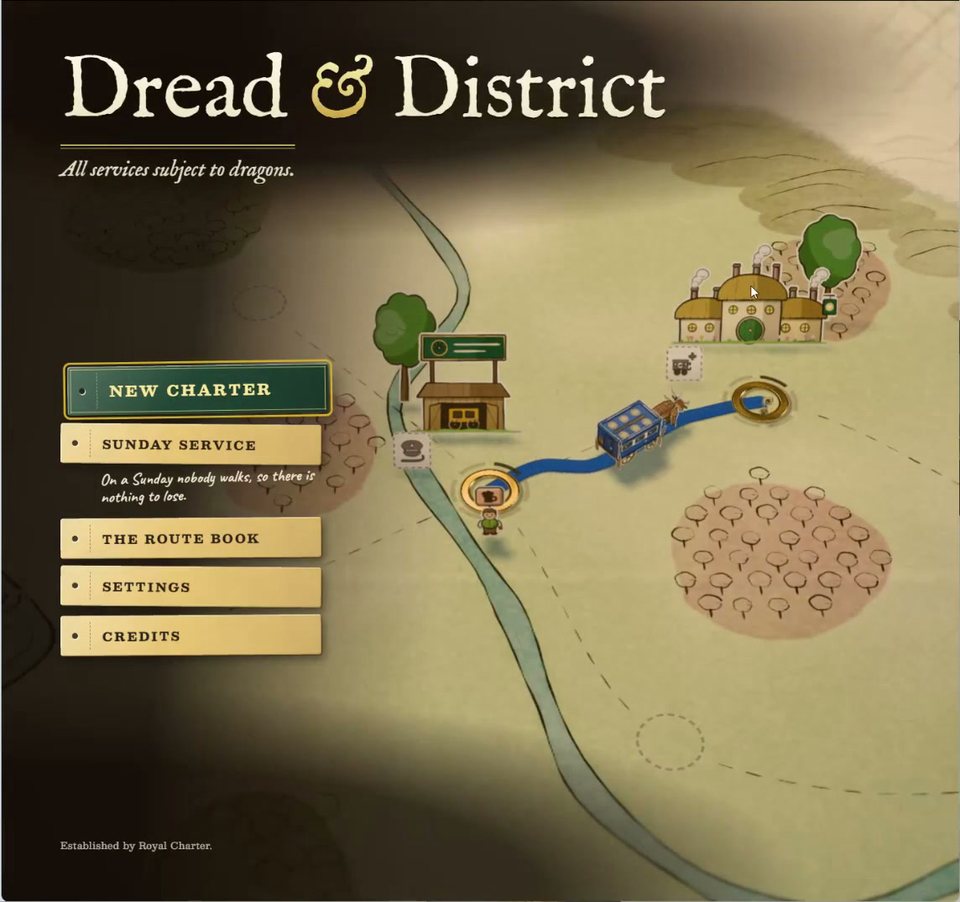 Dread & District
All services subject to dragons.
NEW CHARTER
SUNDAY SERVICE
On a Sunday nobody walks, so there is
nothing to lose.
THE ROUTE BOOK
SETTINGS
CREDITS
Established by Royal Charter.